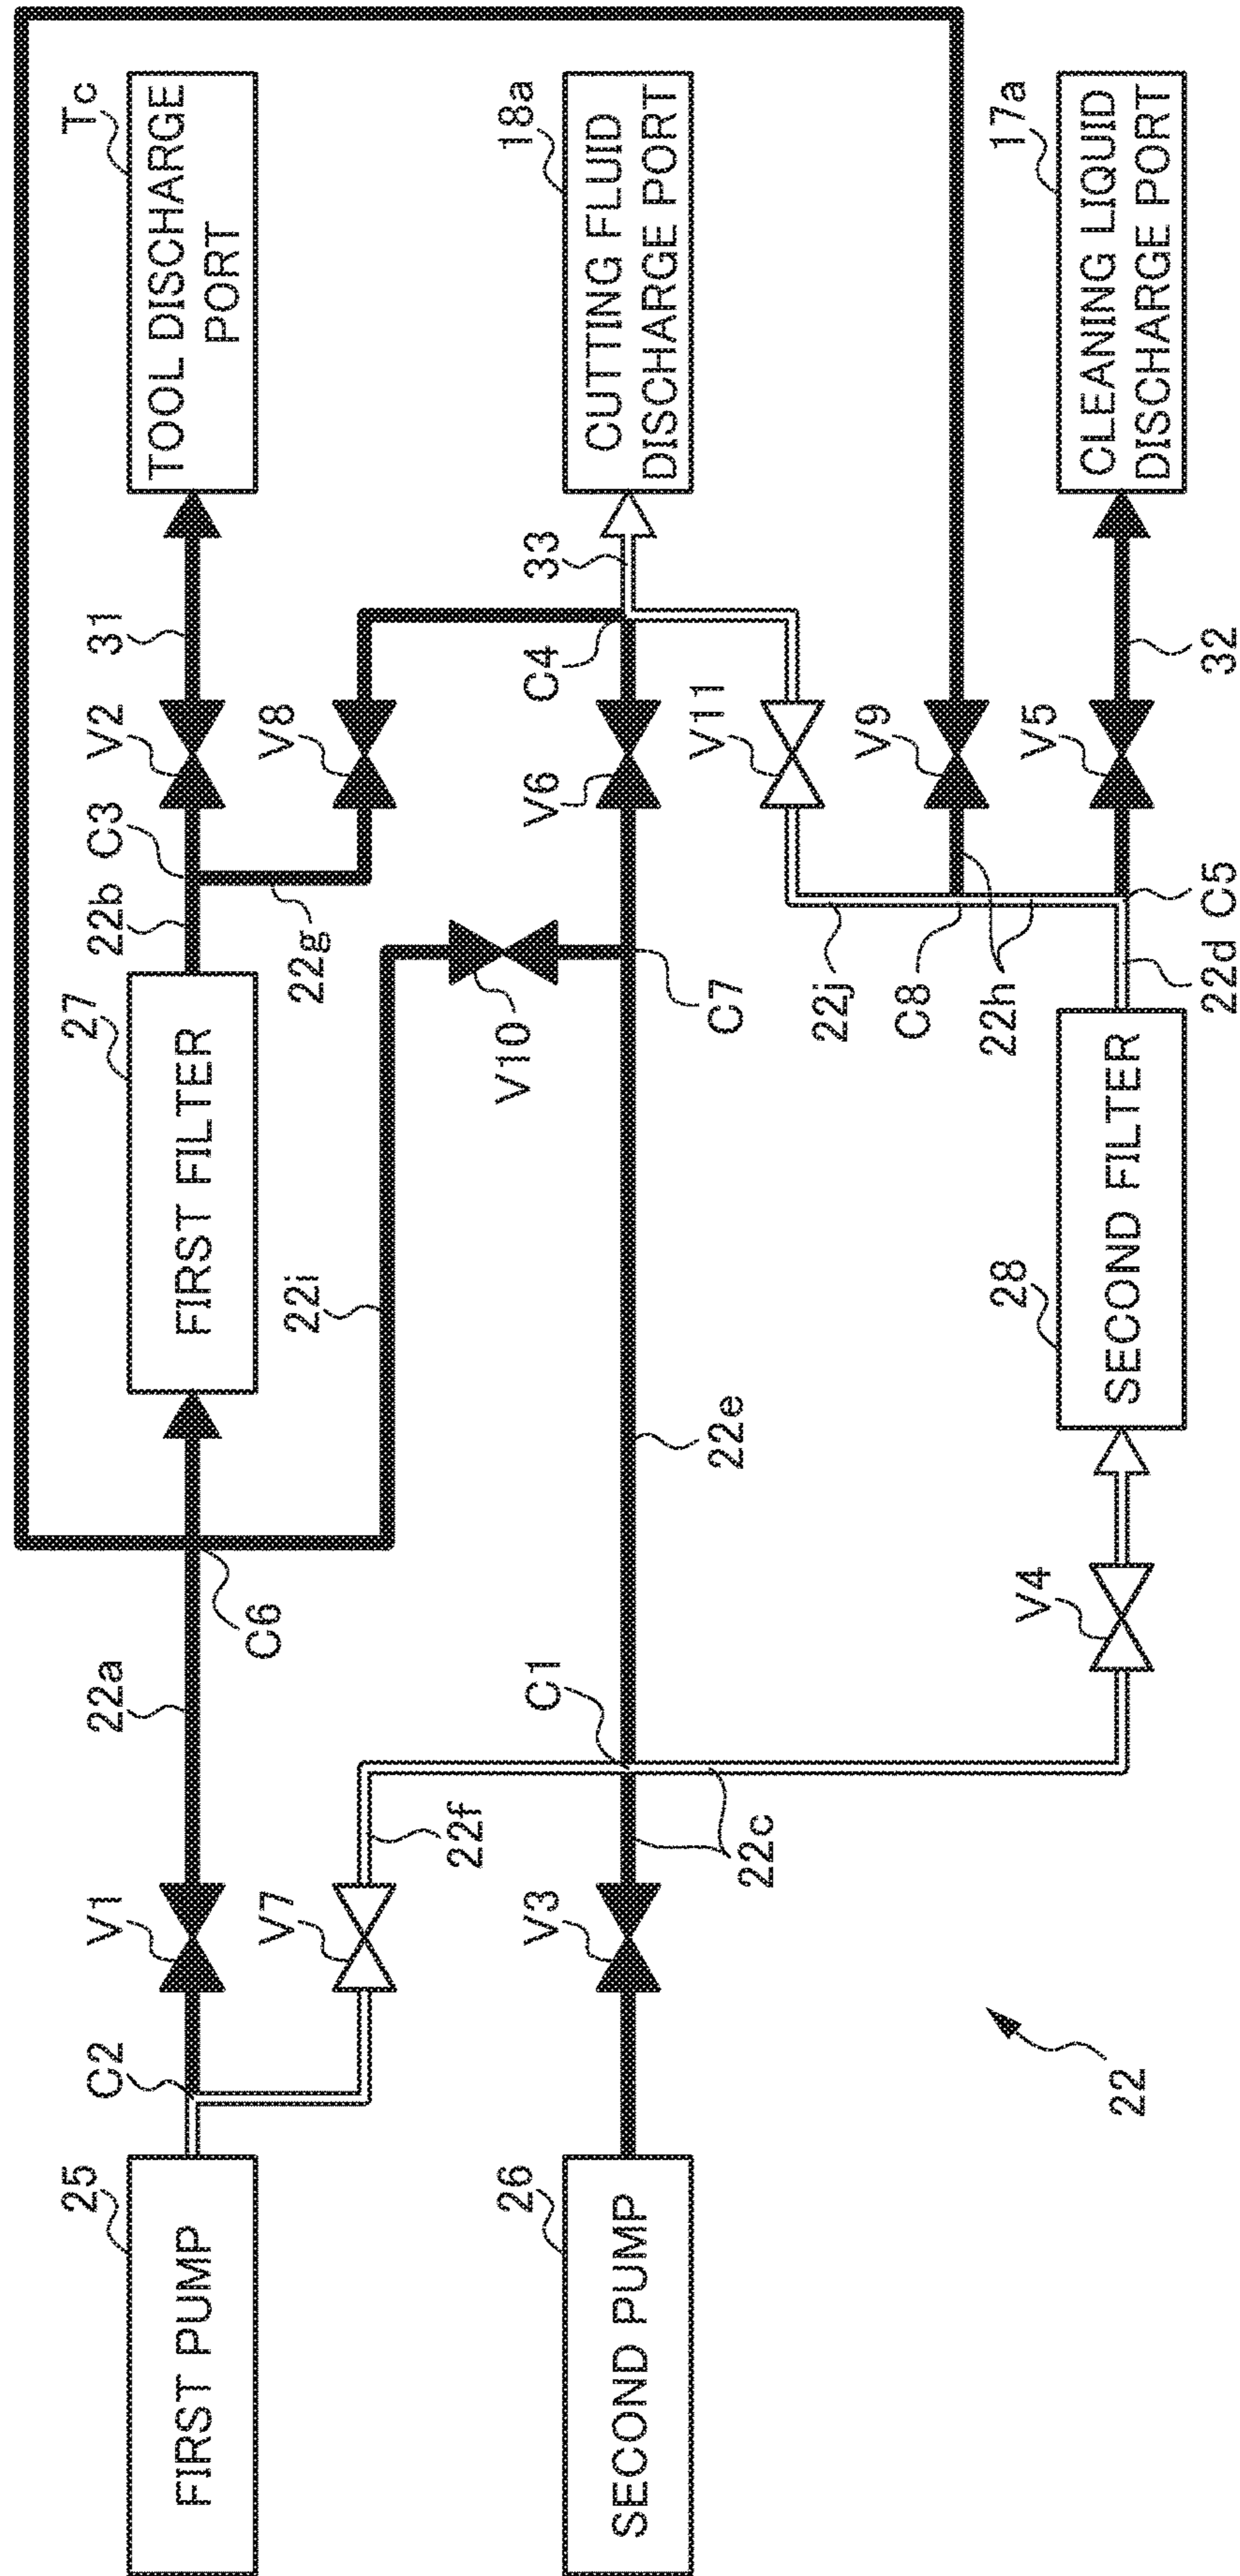 25
FIRST PUMP
C2
V1
22a
C6
27
FIRST FILTER
22b
C3
V2
31
Tc
TOOL DISCHARGE
PORT
V7
22f
22i
22g
V8
26
SECOND PUMP
V3
C1
22c
22e
V10
C7
V6
C4
33
18a
CUTTING FLUID
DISCHARGE PORT
V11
22j
C8
22h
V9
V4
28
SECOND FILTER
22d
C5
V5
32
17a
CLEANING LIQUID
DISCHARGE PORT
22